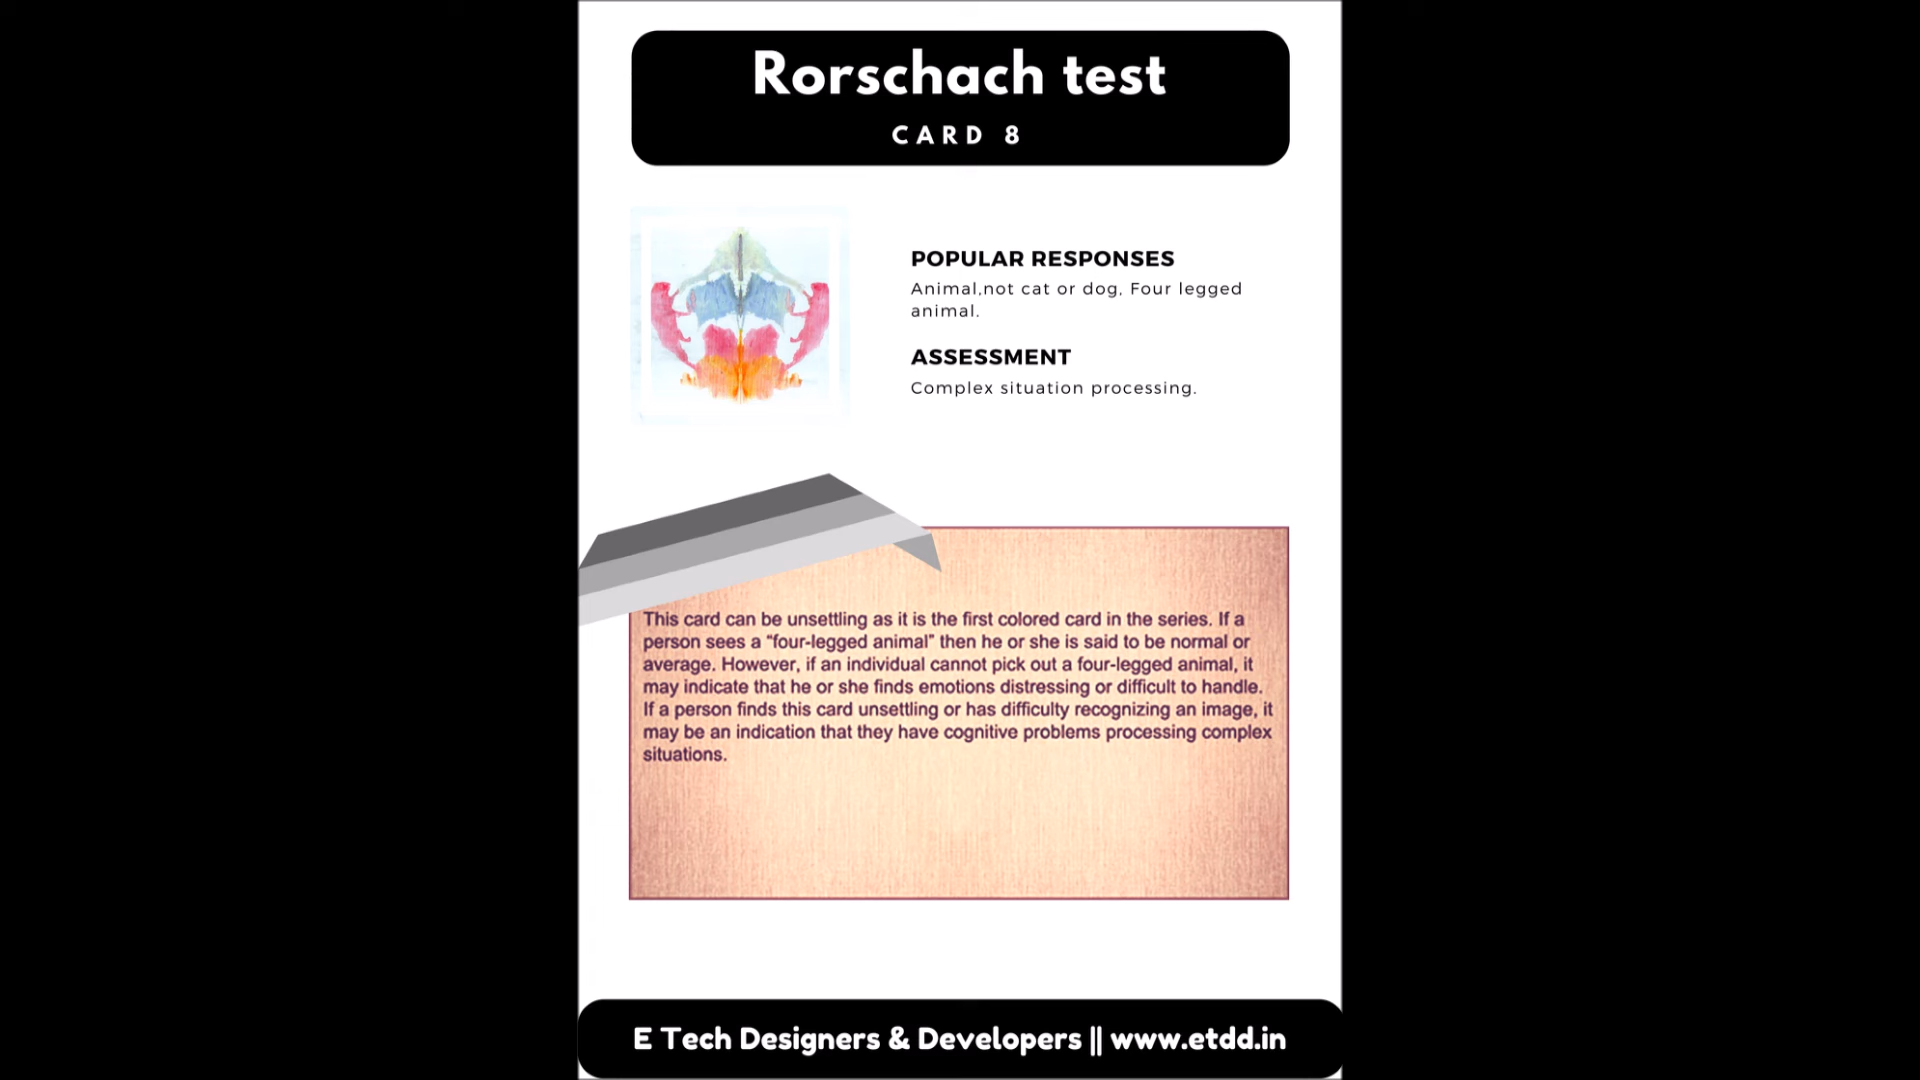 Rorschach test
CARD 8
POPULAR RESPONSES
Animal,not cat or dog, Four legged
animal.
ASSESSMENT
Complex situation processing.
This card can be unsettling as it is the first colored card in the series. If a
person sees a “four-legged animal” then he or she is said to be normal or
average. However, if an individual cannot pick out a four-legged animal, it
may indicate that he or she finds emotions distressing or difficult to handle.
If a person finds this card unsettling or has difficulty recognizing an image, it
may be an indication that they have cognitive problems processing complex
situations.
E Tech Designers & Developers || www.etdd.in